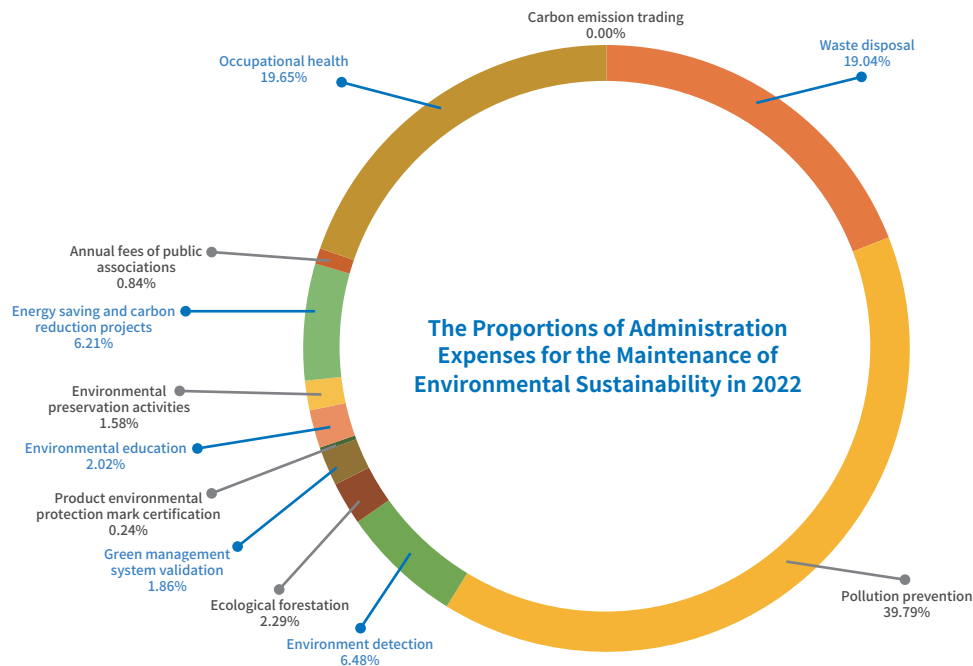 Carbon emission trading
0.00%
Waste disposal
19.04%
Occupational health
19.65%
Annual fees of public
associations
0.84%
Energy saving and carbon
reduction projects
6.21%
The Proportions of Administration
Expenses for the Maintenance of
Environmental Sustainability in 2022
Environmental
preservation activities
1.58%
Environmental education
2.02%
Product environmental
protection mark certification
0.24%
Green management
system validation
1.86%
Ecological forestation
2.29%
Environment detection
6.48%
Pollution prevention
39.79%